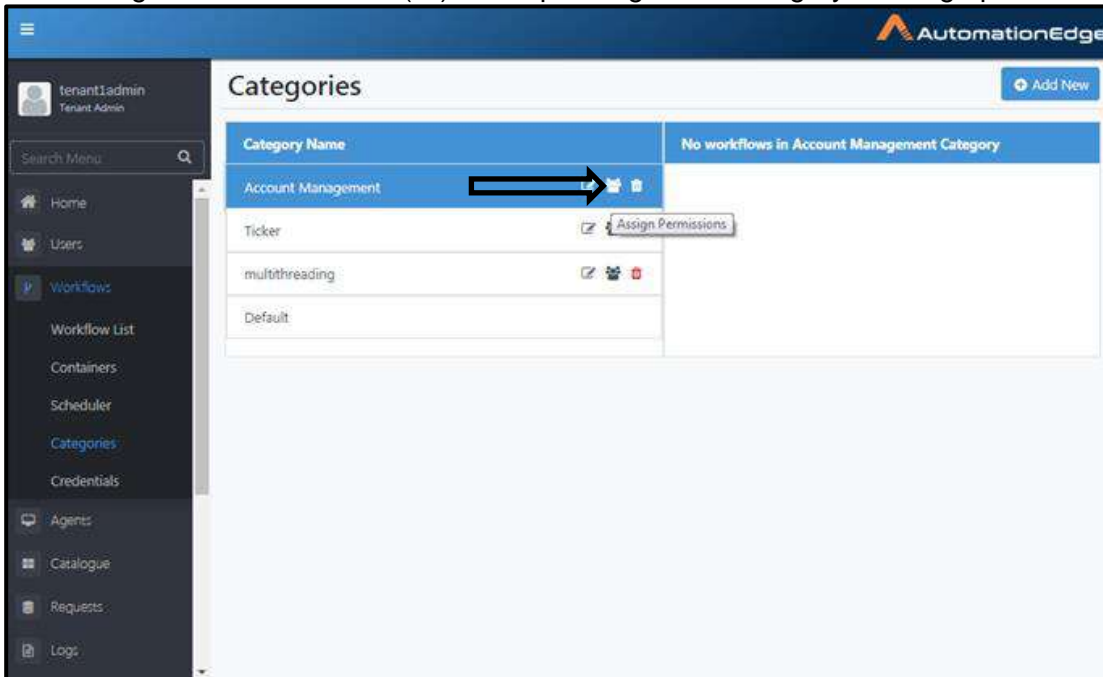 AutomationEdge
tenant1admin
Tenant Admin
Search Menu
Home
Users
Workflows
Workflow List
Containers
Scheduler
Categories
Credentials
Agents
Catalogue
Requests
Logs
Categories
Add New
Category Name
No workflows in Account Management Category
Account Management
Assign Permissions
Ticker
multithreading
Default